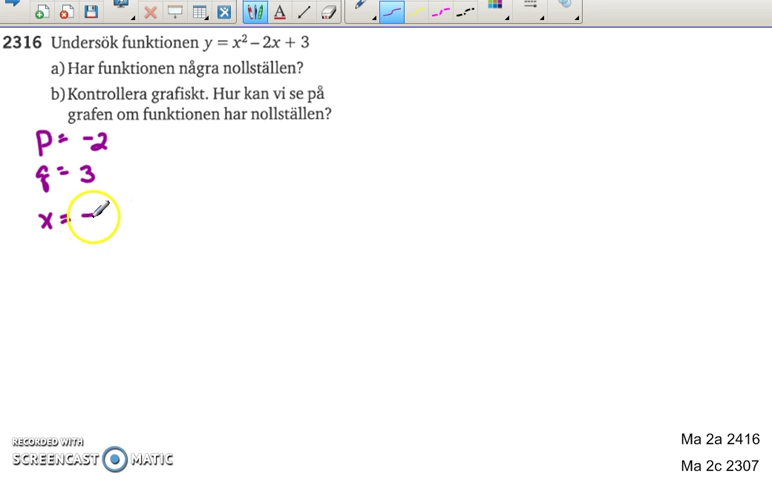 2316 Undersök funktionen y = x² – 2x + 3
a) Har funktionen några nollställen?
b) Kontrollera grafiskt. Hur kan vi se på
grafen om funktionen har nollställen?
p = -2
q = 3
x = -
RECORDED WITH
SCREENCAST MATIC
Ma 2a 2416
Ma 2c 2307